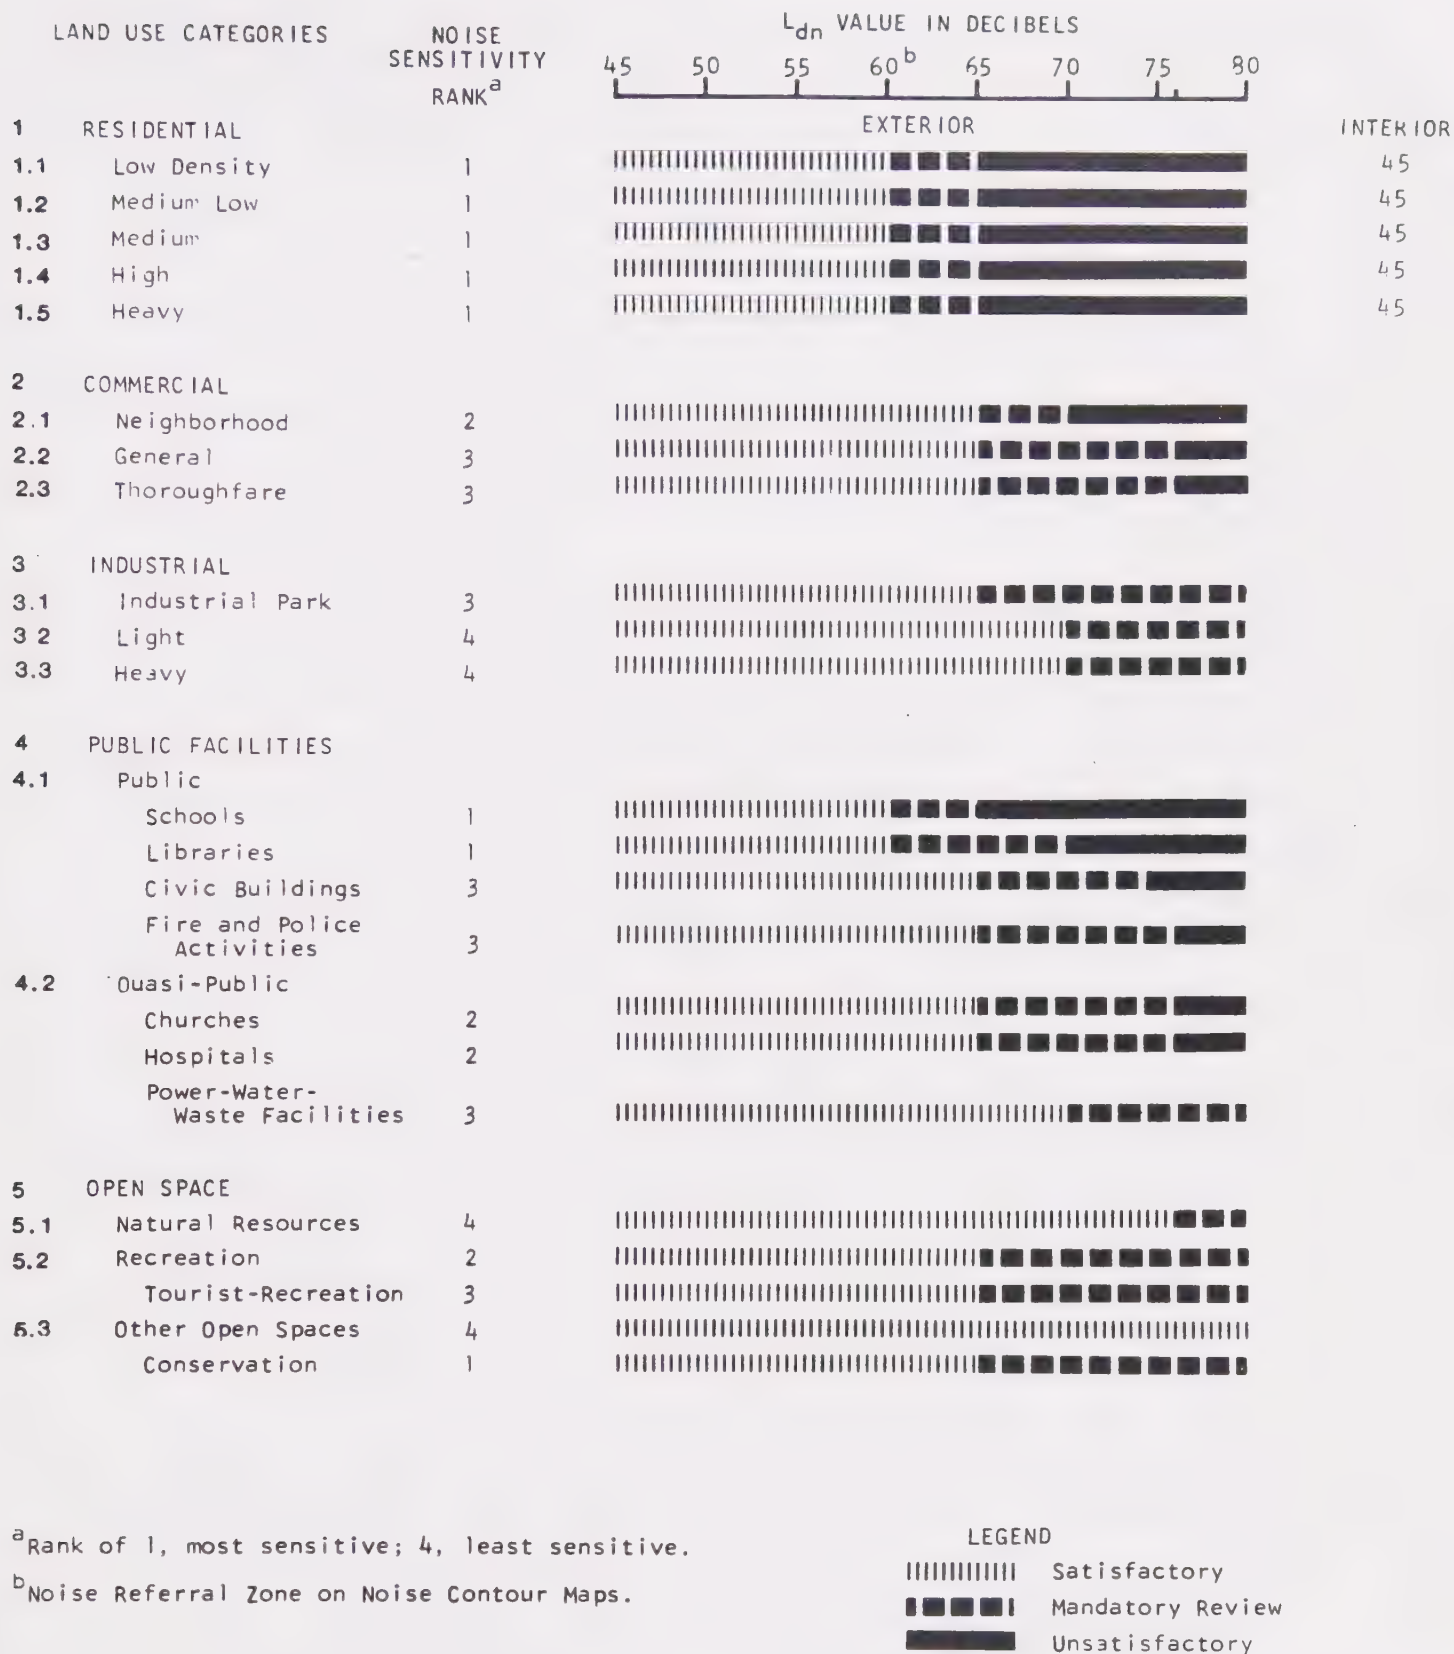 LAND USE CATEGORIES NOISE SENSITIVITY RANKa Ldn VALUE IN DECIBELS
45 50 55 60b 65 70 75 80
1 RESIDENTIAL EXTERIOR INTERIOR
1.1 Low Density 1 45
1.2 Medium Low 1 45
1.3 Medium 1 45
1.4 High 1 45
1.5 Heavy 1 45
2 COMMERCIAL
2.1 Neighborhood 2
2.2 General 3
2.3 Thoroughfare 3
3 INDUSTRIAL
3.1 Industrial Park 3
3 2 Light 4
3.3 Heavy 4
4 PUBLIC FACILITIES
4.1 Public
Schools 1
Libraries 1
Civic Buildings 3
Fire and Police
Activities 3
4.2 Quasi-Public
Churches 2
Hospitals 2
Power-Water-
Waste Facilities 3
5 OPEN SPACE
5.1 Natural Resources 4
5.2 Recreation 2
Tourist-Recreation 3
5.3 Other Open Spaces 4
Conservation 1
aRank of 1, most sensitive; 4, least sensitive.
bNoise Referral Zone on Noise Contour Maps.
LEGEND
Satisfactory
Mandatory Review
Unsatisfactory